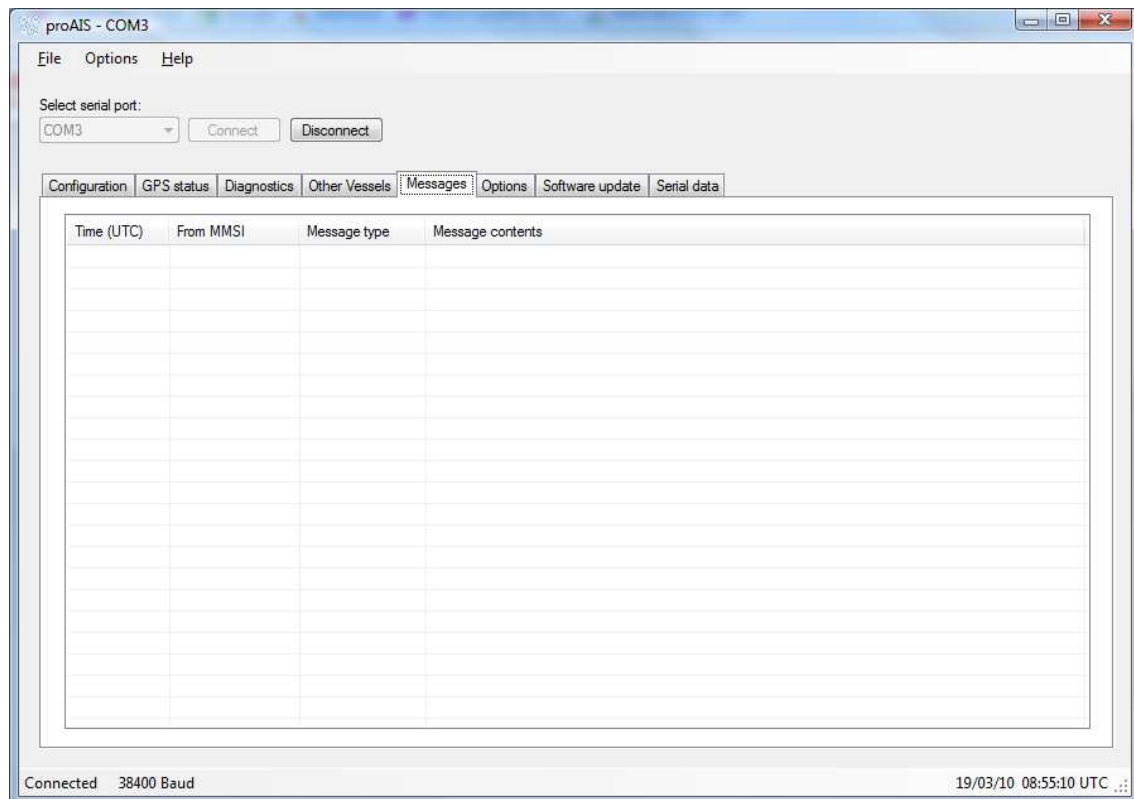 proAIS - COM3
File Options Help
Select serial port:
COM3 Connect Disconnect
Configuration GPS status Diagnostics Other Vessels Messages Options Software update Serial data
Time (UTC) From MMSI Message type Message contents
Connected 38400 Baud 19/03/10 08:55:10 UTC